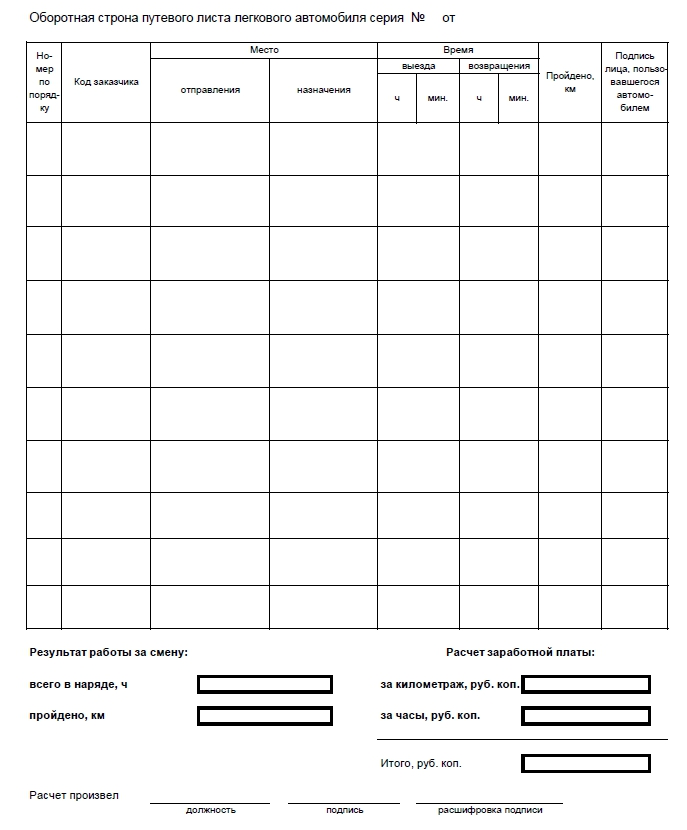 Оборотная строна путевого листа легкового автомобиля серия № от
Но-
мер
по
поряд-
ку
Код заказчика
Место
отправления
назначения
Время
выезда
возвращения
ч
мин.
ч
мин.
Пройдено,
км
Подпись
лица, пользо-
вавшегося
автомо-
билем
Результат работы за смену:
Расчет заработной платы:
всего в наряде, ч
за километраж, руб. коп.
пройдено, км
за часы, руб. коп.
Итого, руб. коп.
Расчет произвел
должность
подпись
расшифровка подписи